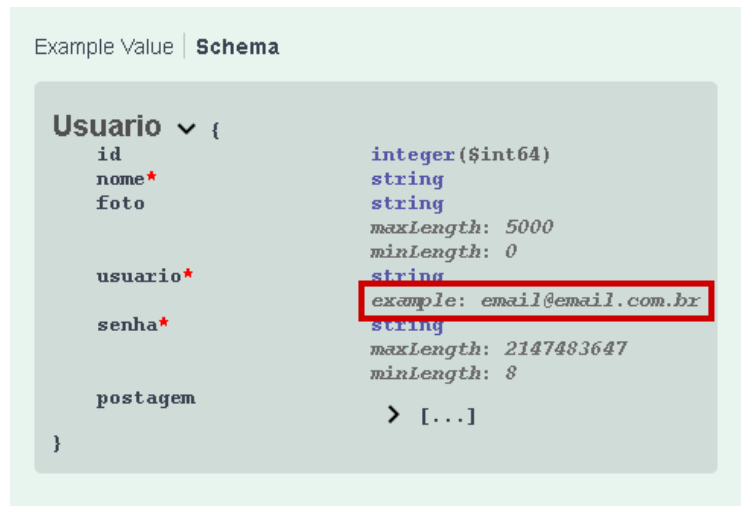 Example Value | Schema
Usuario {
id integer($int64)
nome* string
foto string
maxLength: 5000
minLength: 0
usuario* string
example: email@email.com.br
senha* string
maxLength: 2147483647
minLength: 8
postagem > [...]
}